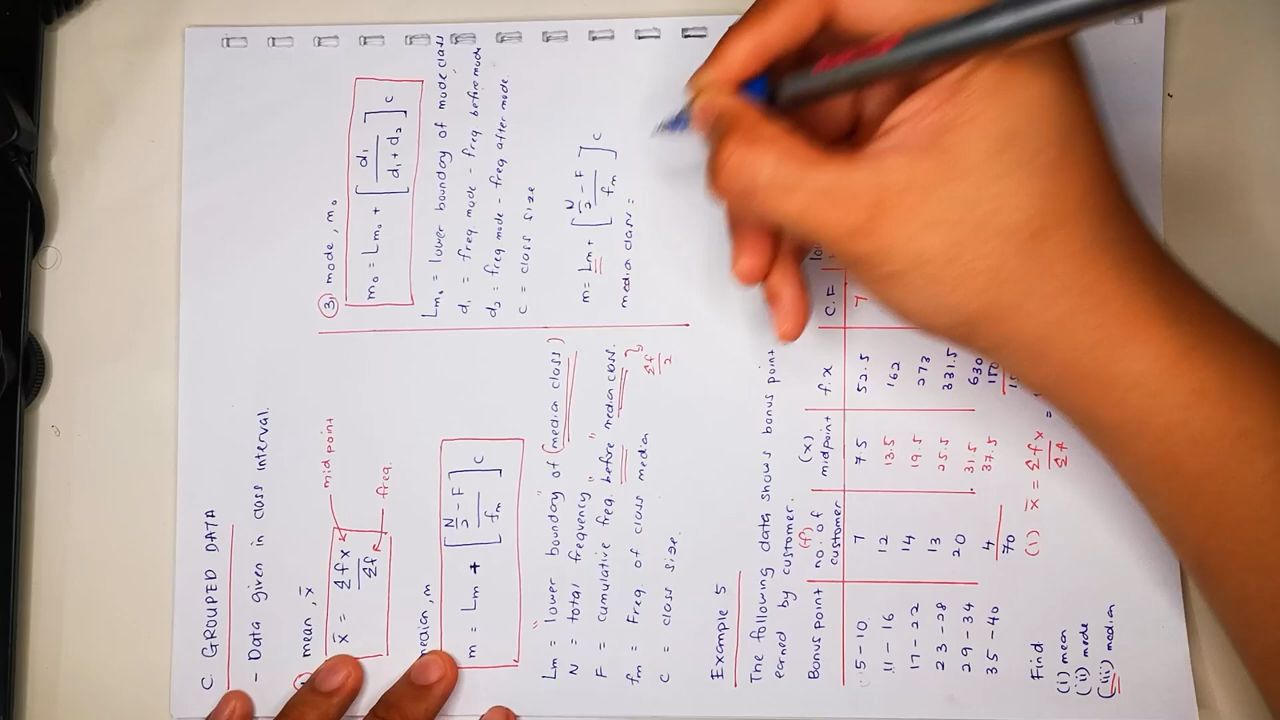 C. GROUPED DATA
- Data given in class interval.
mean, x̄
x̄ = Σfx / Σf
midpoint
freq.
median, m
m = Lm + [ (N/2 - F) / fm ] c
Lm = "lower boundary" of (median class)
N = total frequency
F = "cumulative freq." before median class.
fm = Freq. of class median
c = class size.
Σf / 2
③ mode, mo
mo = Lmo + [ d1 / (d1 + d2) ] c
Lmo = lower boundary of mode class
d1 = freq mode - freq before mode
d2 = freq mode - freq after mode.
c = class size
m = Lm + [ (N/2 - F) / fm ] c
median class =
Example 5
The following data shows bonus point
earned by customer.
Bonus point (f) no. of customer (x) midpoint f.x C.F
5 - 10 7 7.5 52.5 7
11 - 16 12 13.5 162
17 - 22 14 19.5 273
23 - 28 13 25.5 331.5
29 - 34 20 31.5 630
35 - 40 4 37.5
70
Find
(i) mean
(ii) mode
(iii) median
(i) x̄ = Σfx / Σf =